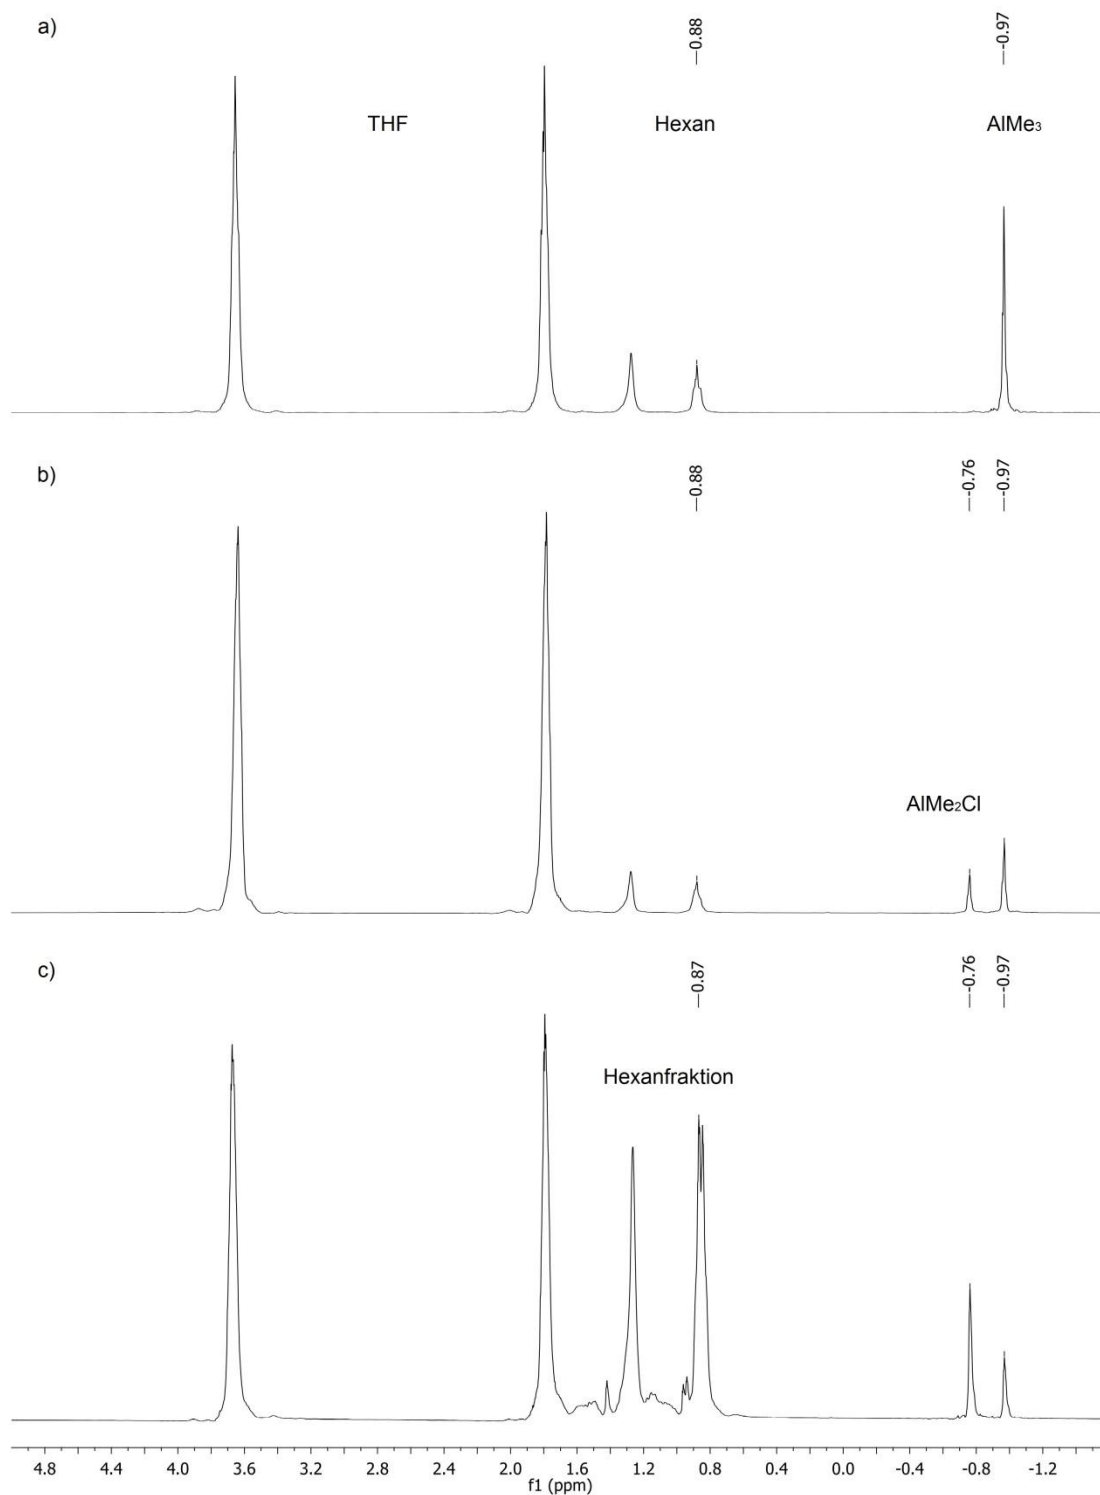 a)
—0.88
—-0.97
THF
Hexan
AlMe₃
b)
—0.88
—-0.76
—-0.97
AlMe₂Cl
c)
—0.87
—-0.76
—-0.97
Hexanfraktion
4.8 4.4 4.0 3.6 3.2 2.8 2.4 2.0 1.6 1.2 0.8 0.4 0.0 -0.4 -0.8 -1.2
f1 (ppm)